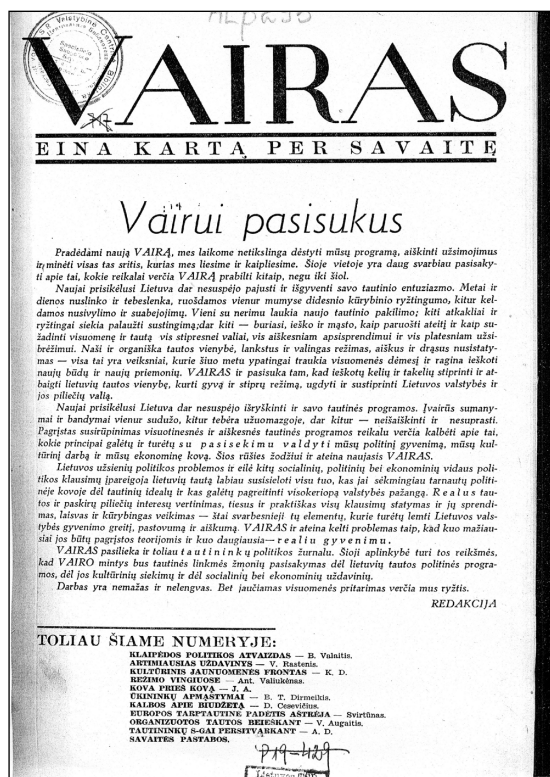 VAIRAS
EINA KARTĄ PER SAVAITĘ
Vairui pasisukus
Pradėdami naują VAIRĄ, mes laikome netikslinga dėstyti mūsų programą, aiškinti užsimojimus
ir minėti visas tas sritis, kurias mes liesime ir kaipliesime. Šioje vietoje yra daug svarbiau pasisaky-
ti apie tai, kokie reikalai verčia VAIRĄ prabilti kitaip, negu iki šiol.
Naujai prisikėlusi Lietuva dar nesuspėjo pajusti ir išgyventi savo tautinio entuziazmo. Metai ir
dienos nuslinko ir tebeslenka, ruošdamos vienur mumyse didesnio kūrybinio ryžtingumo, kitur kel-
damos nusivylimo ir suabejojimų. Vieni su nerimu laukia naujo tautinio pakilimo; kiti atkakliai ir
ryžtingai siekia palaužti sustingimą;dar kiti — buriasi, ieško ir mąsto, kaip paruošti ateitį ir kaip su-
žadinti visuomenę ir tautą vis stipresnei valiai, vis aiškesniam apsisprendimui ir vis platesniam užsi-
brėžimui. Naši ir organiška tautos vienybė, lankstus ir valingas režimas, aiškus ir drąsus nusistaty-
mas — visa tai yra veiksniai, kurie šiuo metu ypatingai traukia visuomenės dėmesį ir ragina ieškoti
naujų būdų ir naujų priemonių. VAIRAS ir pasisuka tam, kad ieškotų kelių ir takelių stiprinti ir at-
baigti lietuvių tautos vienybę, kurti gyvą ir stiprų režimą, ugdyti ir sustiprinti Lietuvos valstybės ir
jos piliečių valią.
Naujai prisikėlusi Lietuva dar nesuspėjo išryškinti ir savo tautinės programos. Įvairūs sumany-
mai ir bandymai vienur sudužo, kitur tebėra užuomazgoje, dar kitur — neišaiškinti ir nesuprasti.
Pagrįstas susirūpinimas visuotinesnės ir aiškesnės tautinės programos reikalu verčia kalbėti apie tai,
kokie principai galėtų ir turėtų su pasisekimu valdyti mūsų politinį gyvenimą, mūsų kul-
tūrinį darbą ir mūsų ekonominę kovą. Šios rūšies žodžiui ir ateina naujasis VAIRAS.
Lietuvos užsienių politikos problemos ir eilė kitų socialinių, politinių bei ekonominių vidaus poli-
tikos klausimų įpareigoja lietuvių tautą labiau susisieloti visu tuo, kas jai sėkmingiau tarnautų politi-
nėje kovoje dėl tautinių idealų ir kas galėtų pagreitinti visokeriopą valstybės pažangą. Realus tau-
tos ir paskirų piliečių interesų vertinimas, tiesus ir praktiškas visų klausimų statymas ir jų sprendi-
mas, laisvas ir kūrybingas veikimas — štai svarbesnieji tų elementų, kurie turėtų lemti Lietuvos vals-
tybės gyvenimo greitį, pastovumą ir aiškumą. VAIRAS ir ateina kelti problemas taip, kad kuo mažiau-
siai jos būtų pagrįstos teorijomis ir kuo daugiausia—realiu gyvenimu.
VAIRAS pasilieka ir toliau tautininkų politikos žurnalu. Šioji aplinkybė turi tos reikšmės,
kad VAIRO mintys bus tautinės linkmės žmonių pasisakymas dėl lietuvių tautos politinės progra-
mos, dėl jos kultūrinių siekimų ir dėl socialinių bei ekonominių uždavinių.
Darbas yra nemažas ir nelengvas. Bet jaučiamas visuomenės pritarimas verčia mus ryžtis.
REDAKCIJA
TOLIAU ŠIAME NUMERYJE:
KLAIPĖDOS POLITIKOS ATVAIZDAS — B. Valaitis.
ARTIMIAUSIAS UŽDAVINYS — V. Rastenis.
KULTŪRINIS JAUNUOMENĖS FRONTAS — K. D.
REŽIMO VINGIUOSE — Ant. Valiukėnas.
KOVA PRIEŠ KOVĄ — J. A.
ŪKININKŲ APMĄSTYMAI — B. T. Dirmeikis.
KALBOS APIE BIUDŽETĄ — D. Cesevičius.
EUROPOS TARPTAUTINĖ PADĖTIS AŠTRĖJA — Svirtūnas.
ORGANIZUOTOS TAUTOS BEIEŠKANT — V. Augaitis.
TAUTININKŲ S-GAI PERSITVARKANT — A. D.
SAVAITĖS PASTABOS.
P19-429